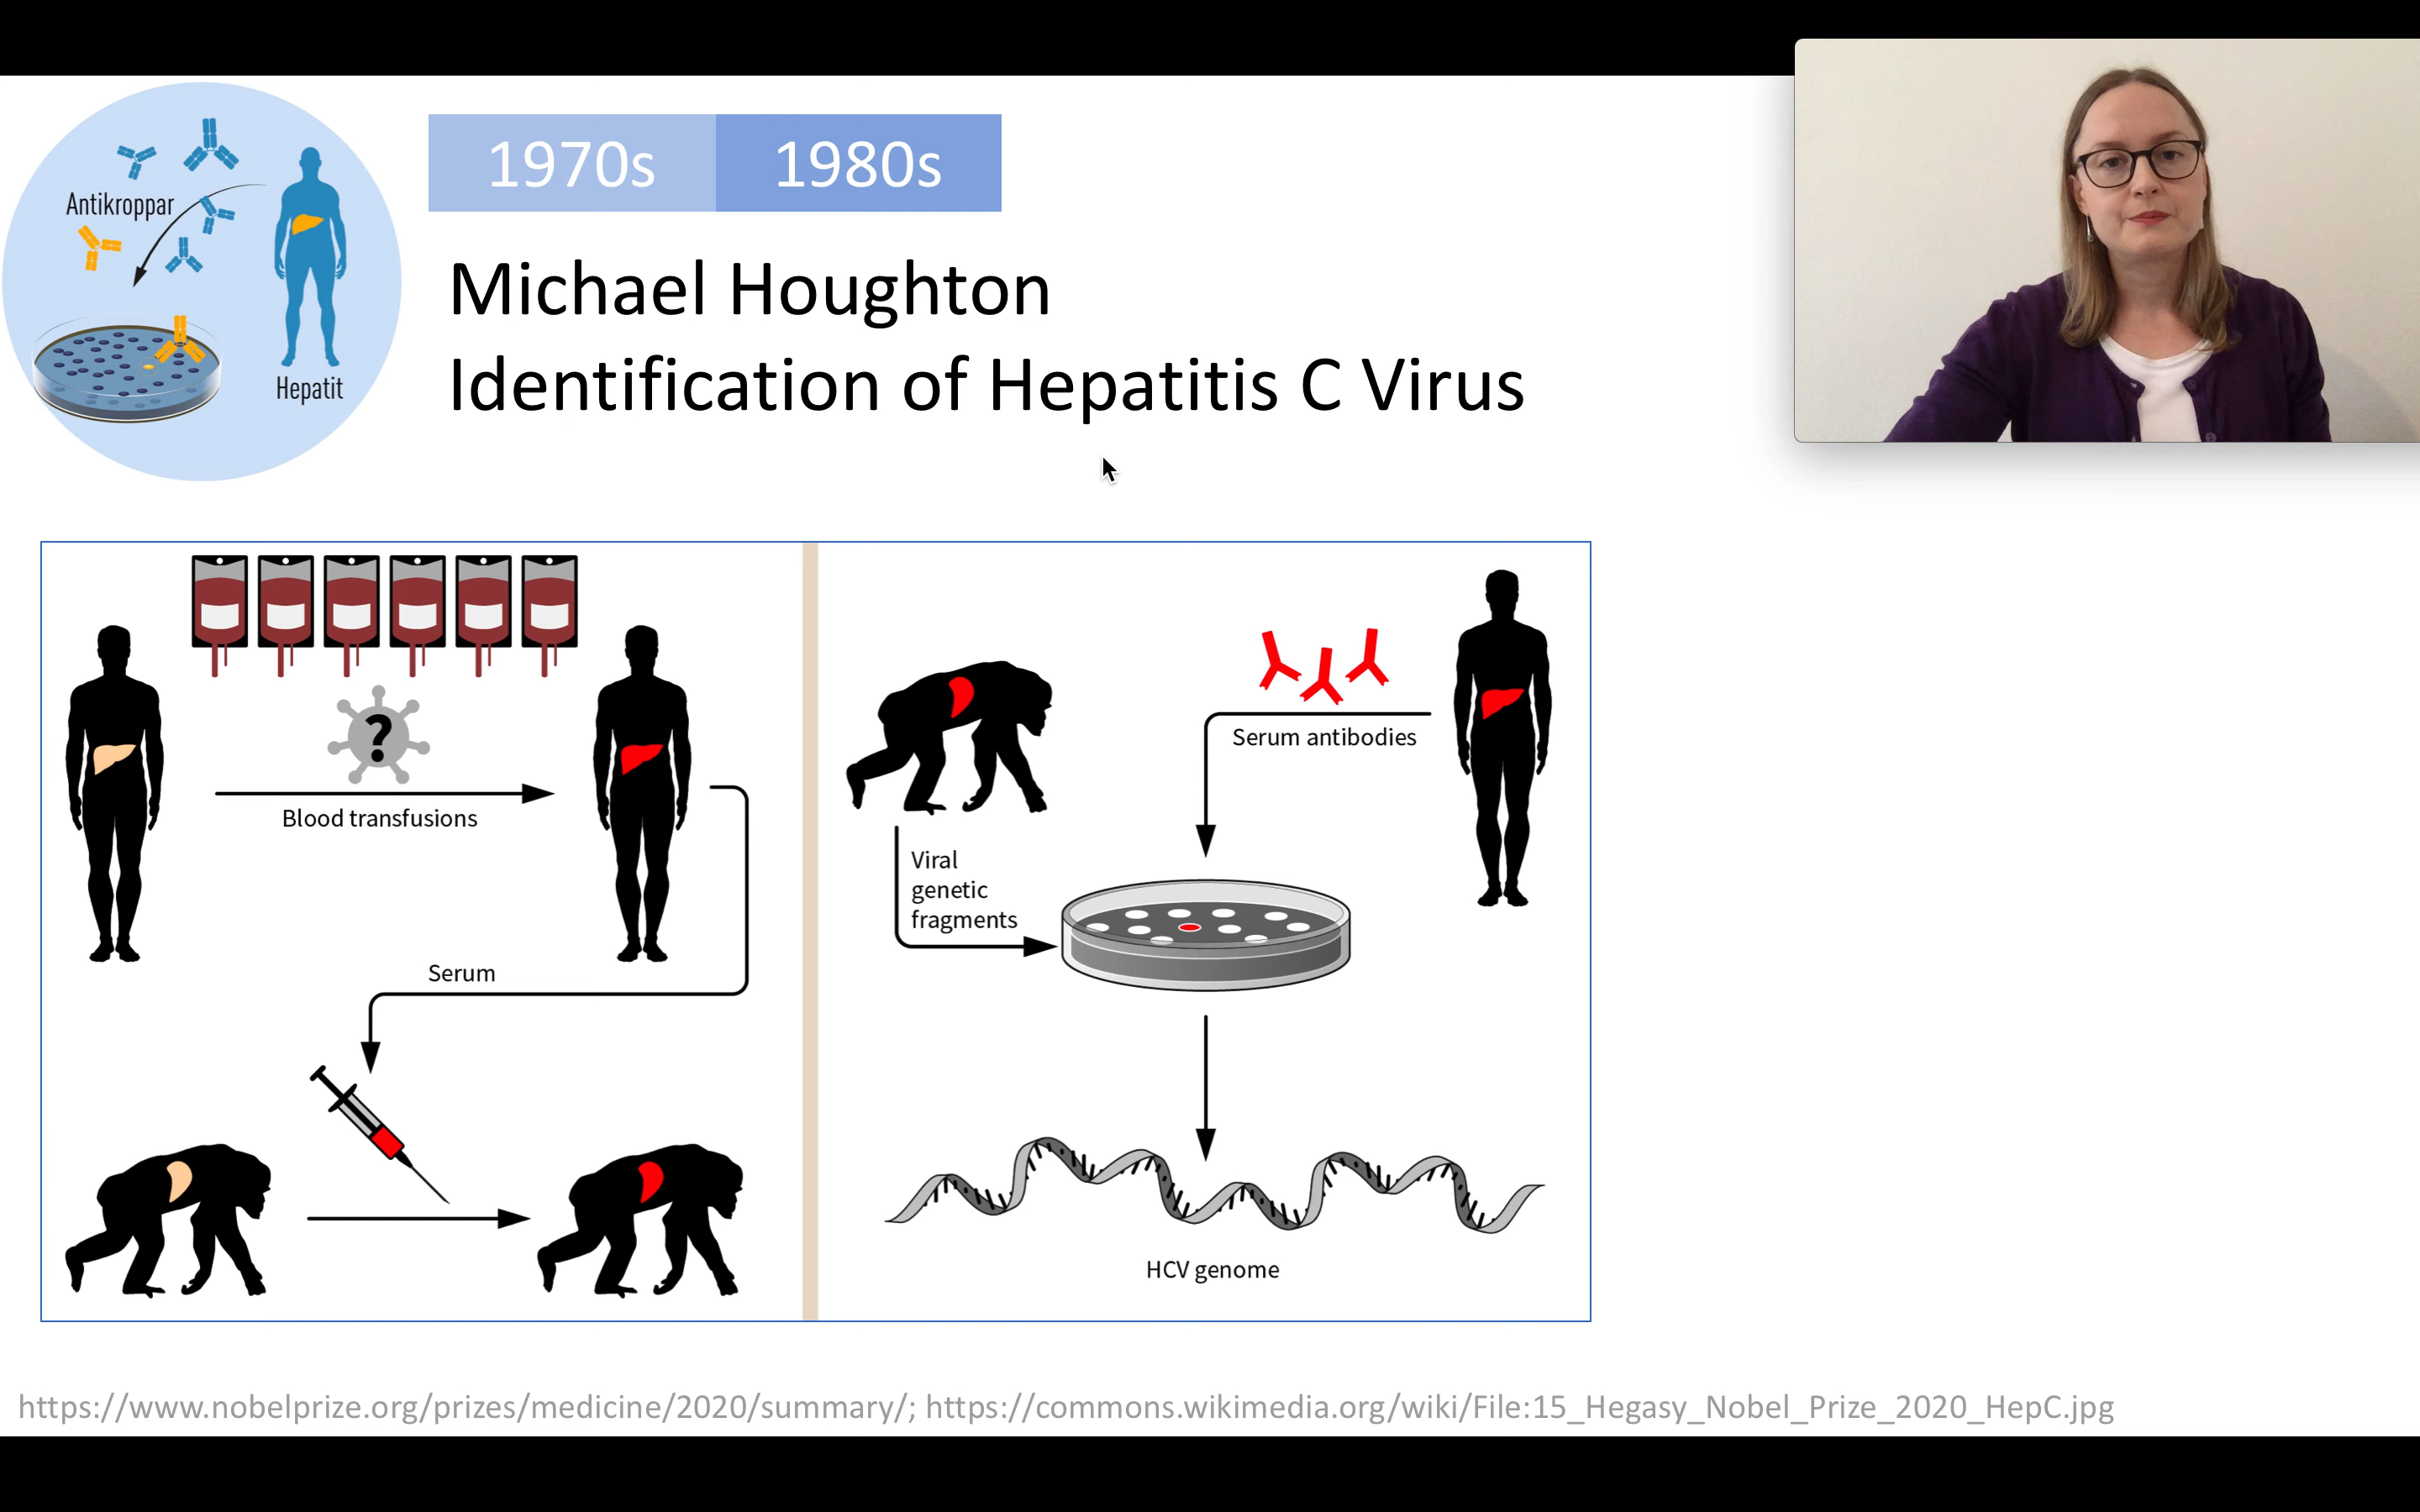 1970s 1980s
Michael Houghton
Identification of Hepatitis C Virus
Antikroppar
Hepatit
?
Blood transfusions
Serum
Serum antibodies
Viral
genetic
fragments
HCV genome
https://www.nobelprize.org/prizes/medicine/2020/summary/; https://commons.wikimedia.org/wiki/File:15_Hegasy_Nobel_Prize_2020_HepC.jpg